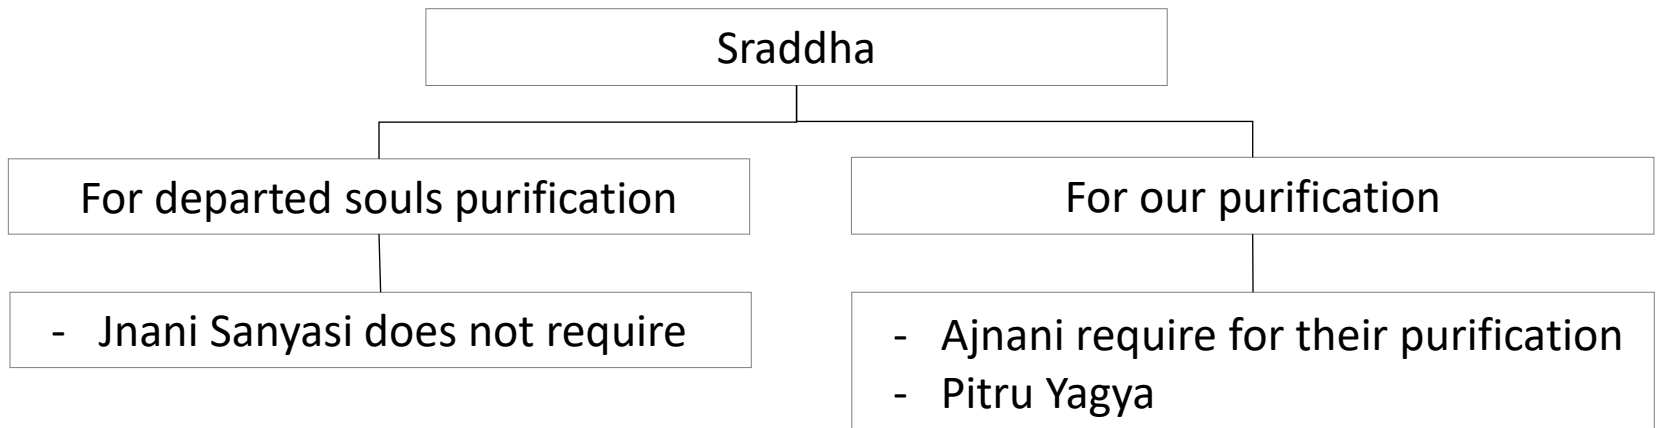 Sraddha
For departed souls purification
For our purification
- Jnani Sanyasi does not require
- Ajnani require for their purification
- Pitru Yagya